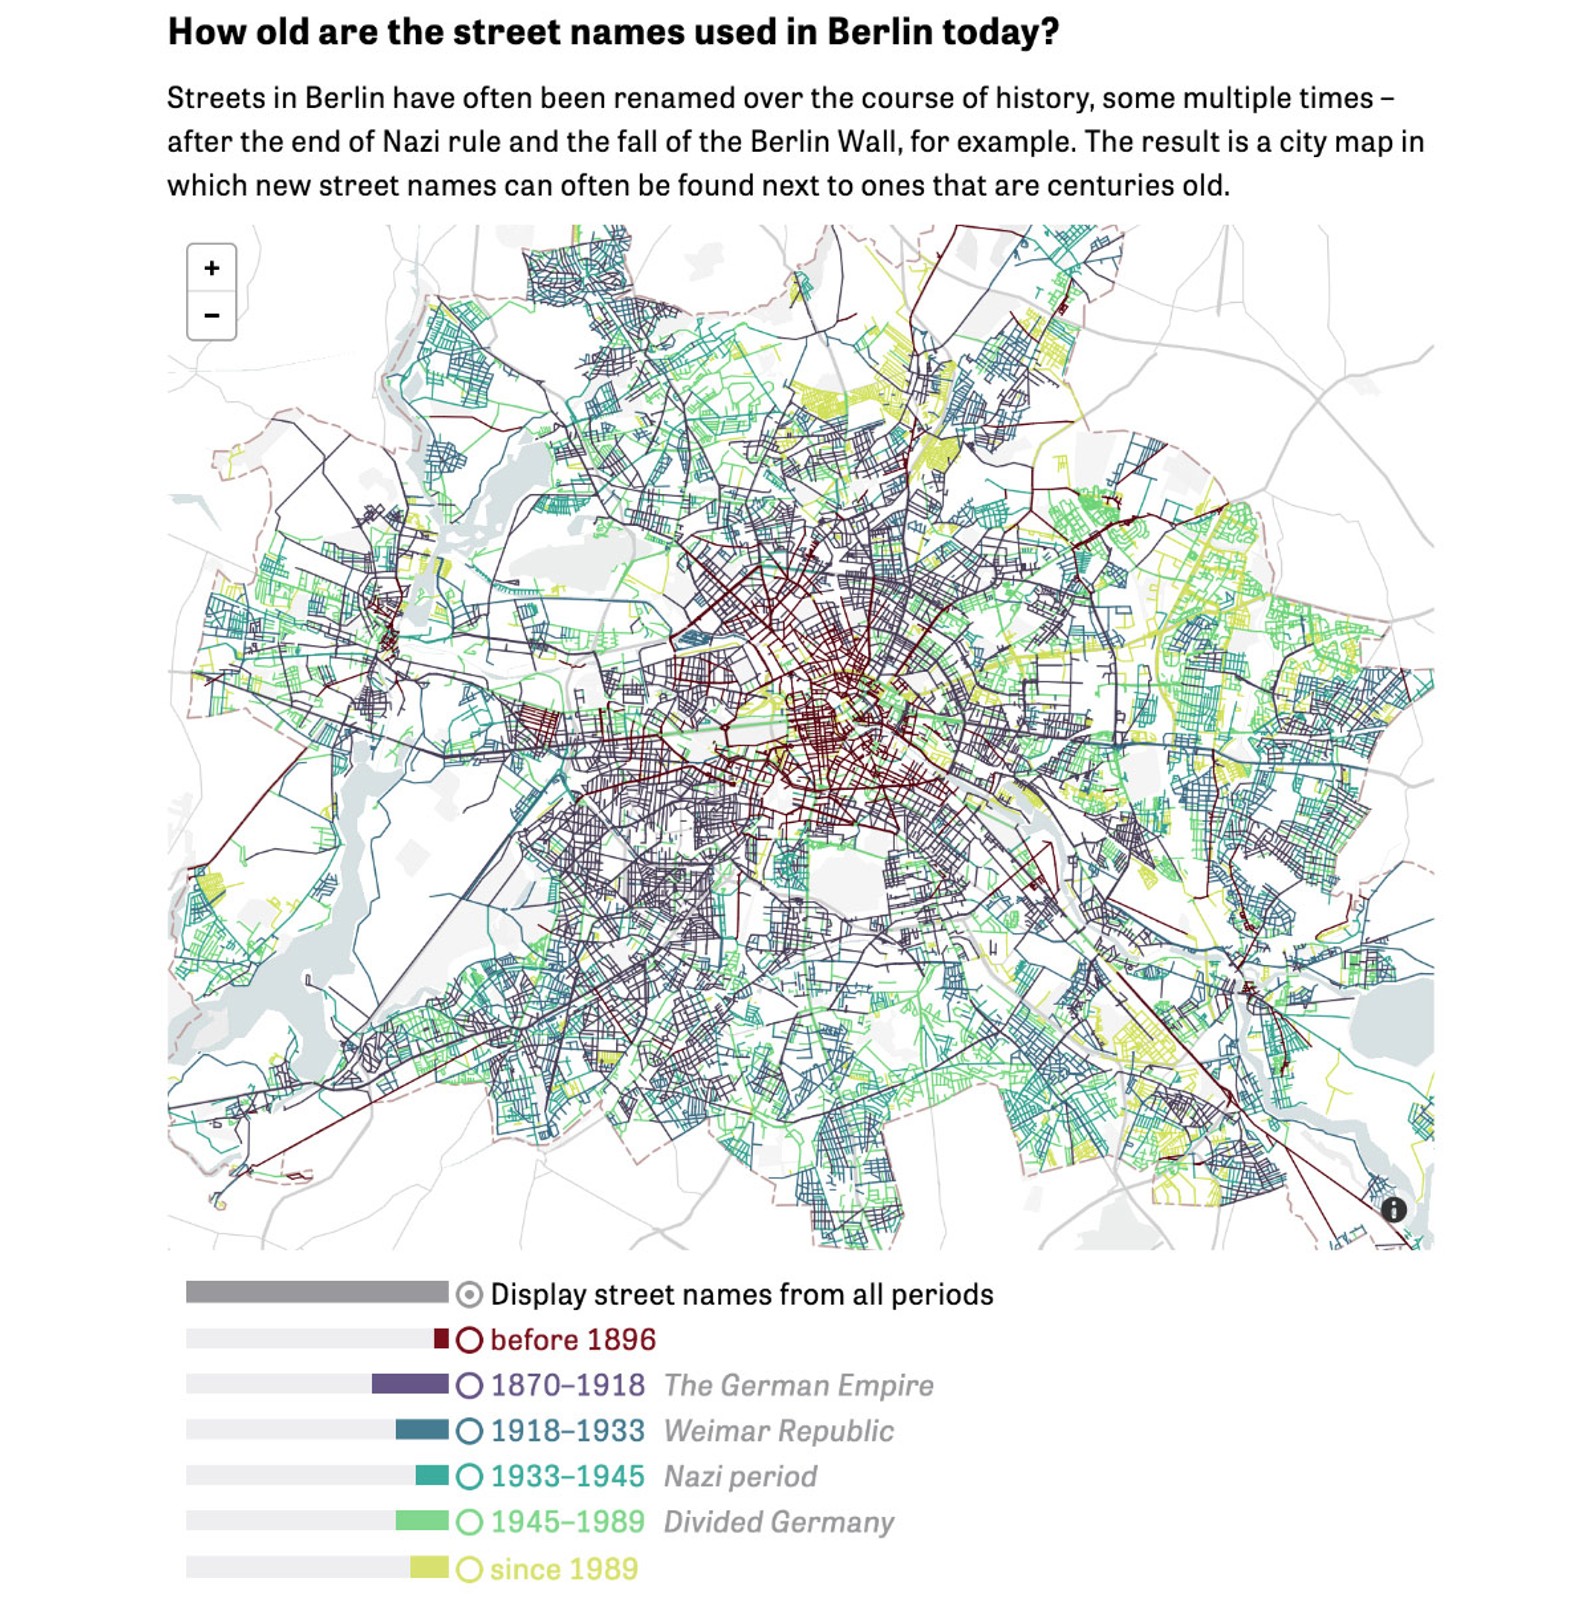 How old are the street names used in Berlin today?
Streets in Berlin have often been renamed over the course of history, some multiple times –
after the end of Nazi rule and the fall of the Berlin Wall, for example. The result is a city map in
which new street names can often be found next to ones that are centuries old.
+
−
i
Display street names from all periods
before 1896
1870–1918 The German Empire
1918–1933 Weimar Republic
1933–1945 Nazi period
1945–1989 Divided Germany
since 1989